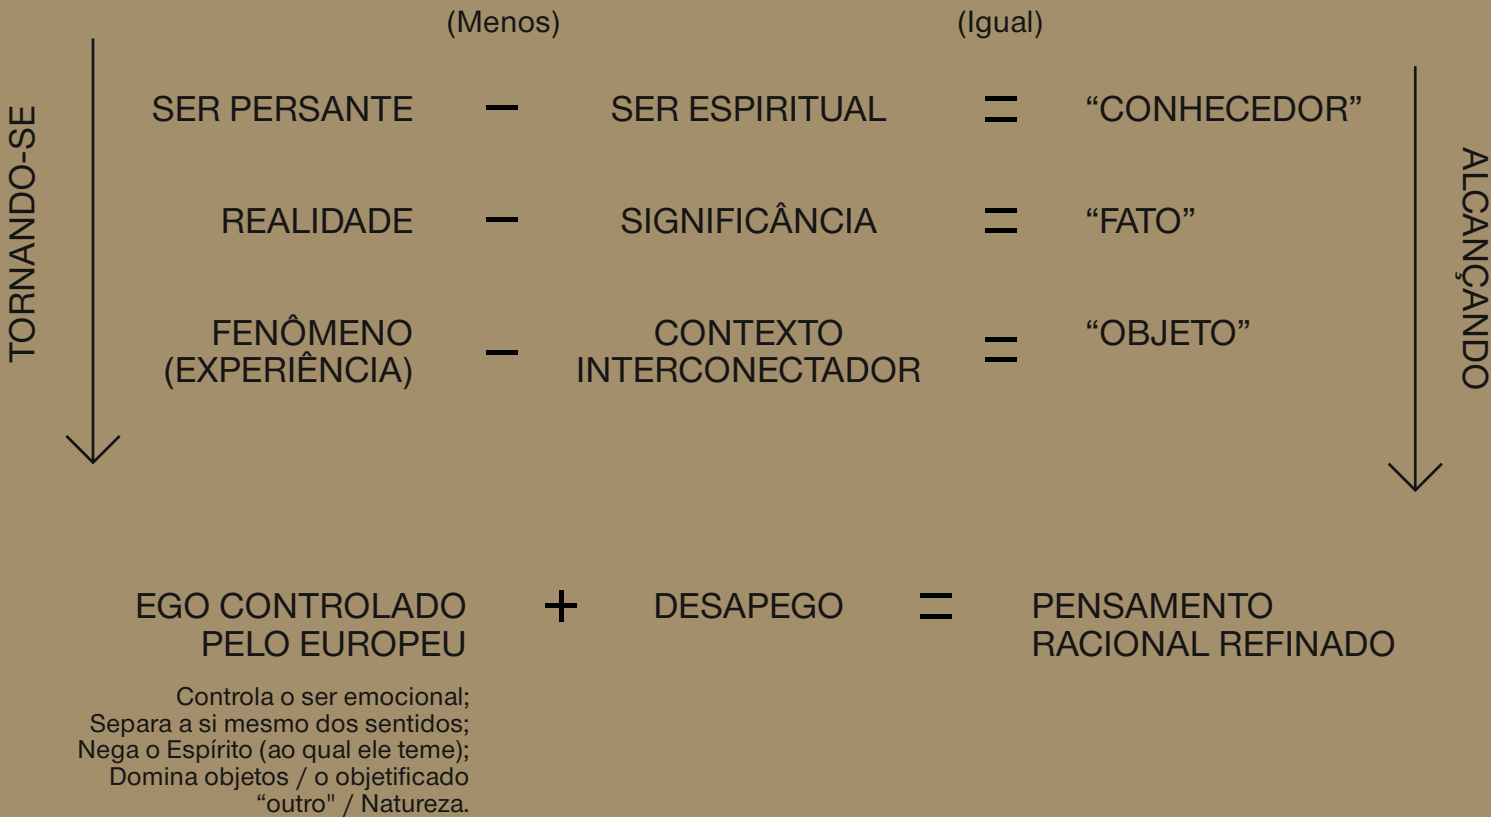 (Menos) (Igual)
TORNANDO-SE
SER PERSANTE − SER ESPIRITUAL = “CONHECEDOR”
REALIDADE − SIGNIFICÂNCIA = “FATO”
FENÔMENO − CONTEXTO = “OBJETO”
(EXPERIÊNCIA) INTERCONECTADOR
ALCANÇANDO
EGO CONTROLADO + DESAPEGO = PENSAMENTO
PELO EUROPEU RACIONAL REFINADO
Controla o ser emocional;
Separa a si mesmo dos sentidos;
Nega o Espírito (ao qual ele teme);
Domina objetos / o objetificado
“outro" / Natureza.